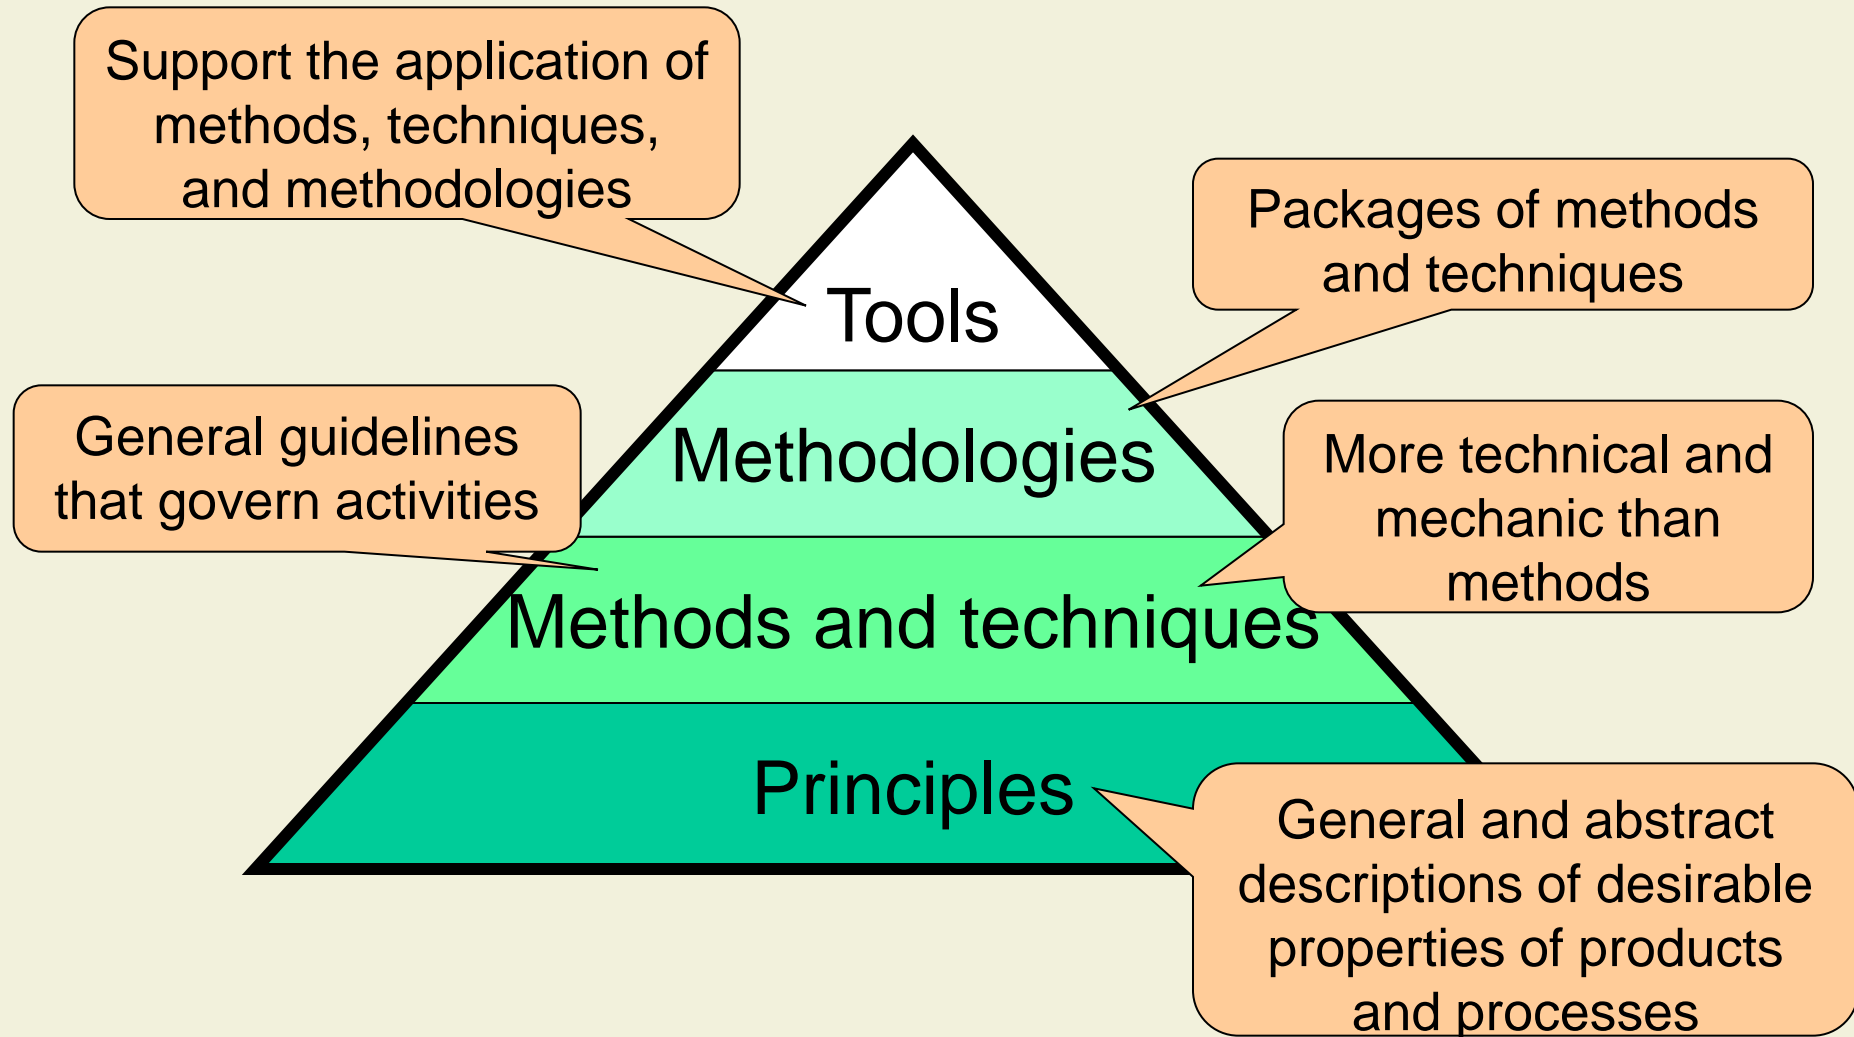 Support the application of
methods, techniques,
and methodologies
Packages of methods
and techniques
Tools
General guidelines
that govern activities
Methodologies
More technical and
mechanic than
methods
Methods and techniques
Principles
General and abstract
descriptions of desirable
properties of products
and processes